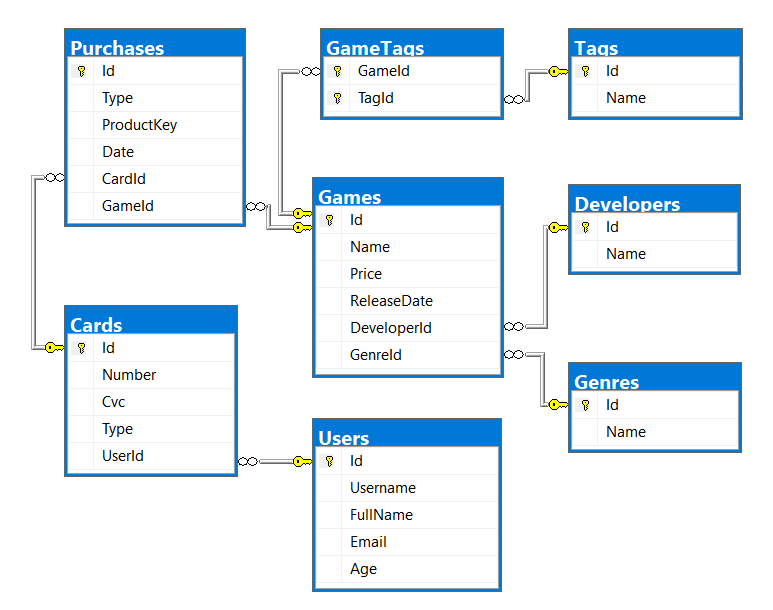 Purchases
Id
Type
ProductKey
Date
CardId
GameId
GameTags
GameId
TagId
Tags
Id
Name
Games
Id
Name
Price
ReleaseDate
DeveloperId
GenreId
Developers
Id
Name
Cards
Id
Number
Cvc
Type
UserId
Genres
Id
Name
Users
Id
Username
FullName
Email
Age